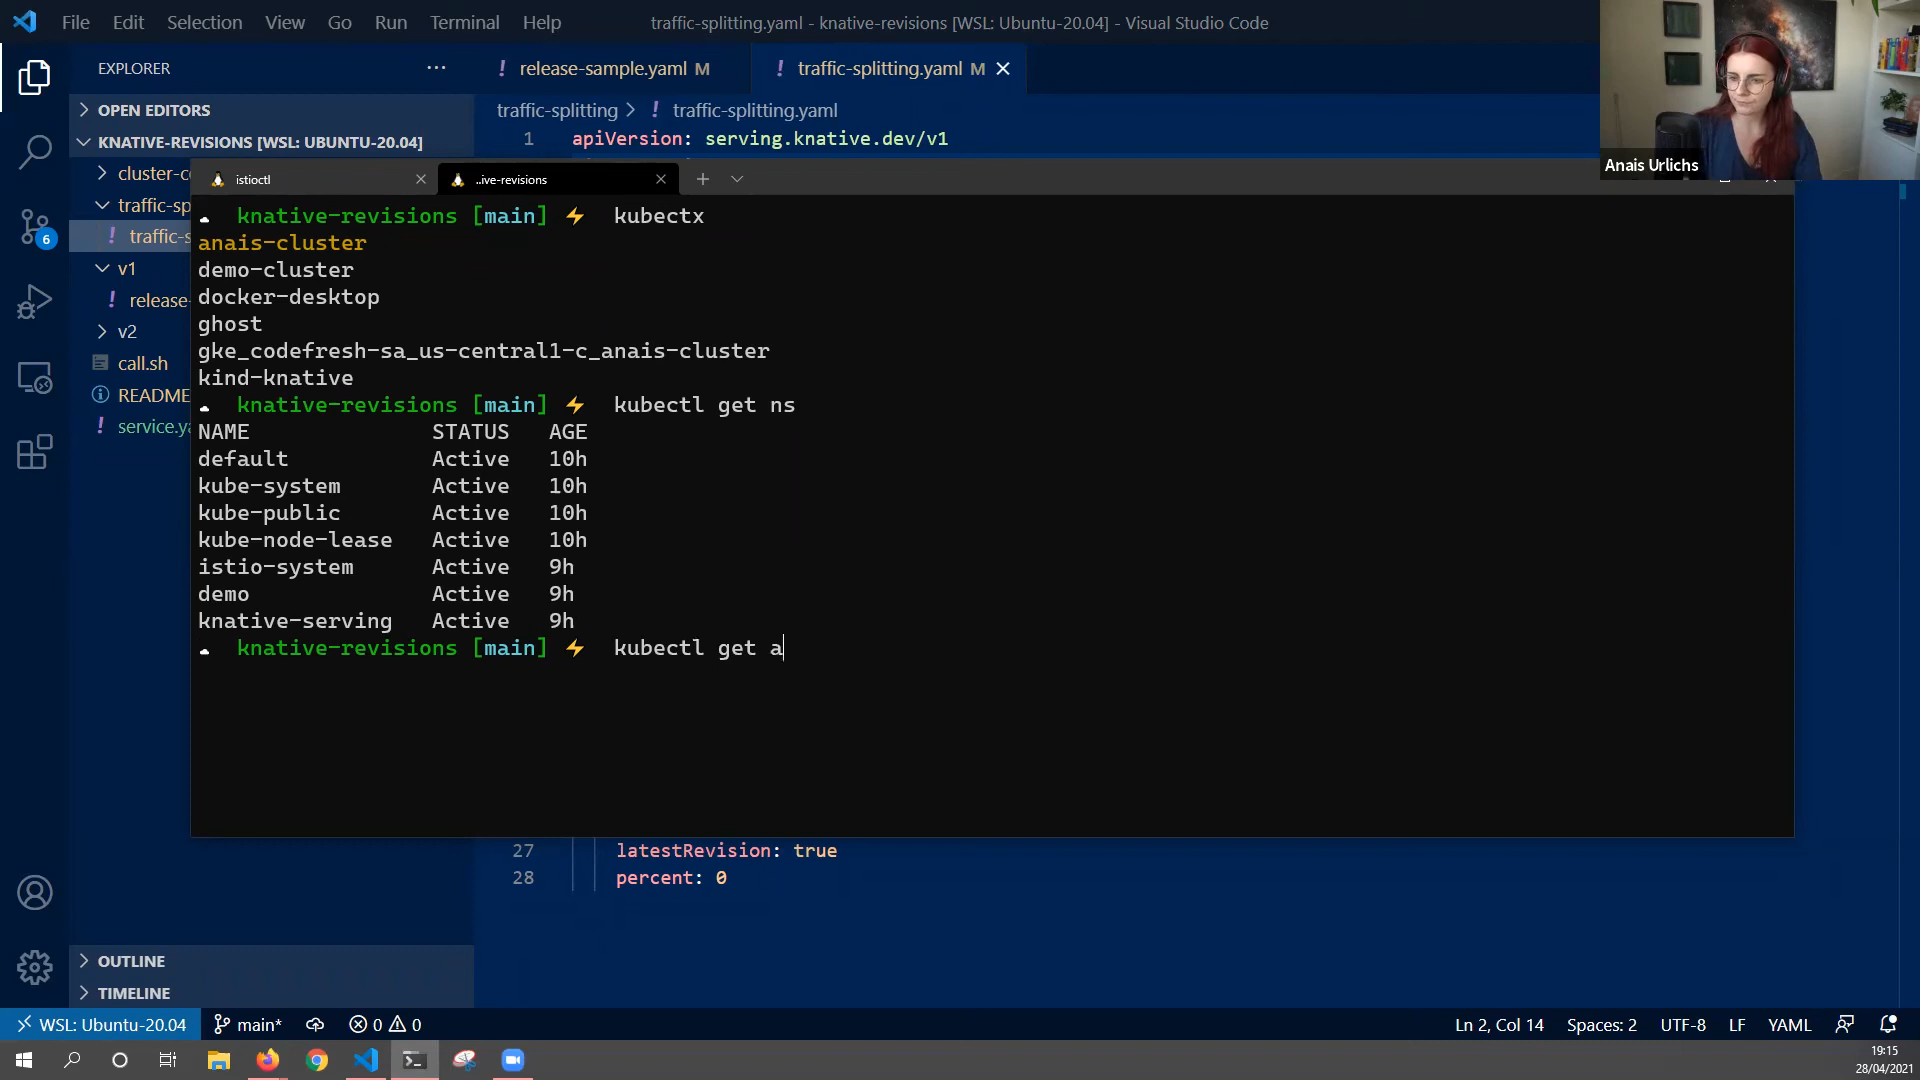 File Edit Selection View Go Run Terminal Help
traffic-splitting.yaml - knative-revisions [WSL: Ubuntu-20.04] - Visual Studio Code
EXPLORER ...
! release-sample.yaml M
! traffic-splitting.yaml M
OPEN EDITORS
traffic-splitting > ! traffic-splitting.yaml
KNATIVE-REVISIONS [WSL: UBUNTU-20.04]
1 apiVersion: serving.knative.dev/v1
Anais Urlichs
cluster-c
traffic-sp
! traffic-s
v1
! release-
v2
call.sh
README
! service.ya
istioctl
..ive-revisions
knative-revisions [main] ⚡ kubectx
anais-cluster
demo-cluster
docker-desktop
ghost
gke_codefresh-sa_us-central1-c_anais-cluster
kind-knative
knative-revisions [main] ⚡ kubectl get ns
NAME STATUS AGE
default Active 10h
kube-system Active 10h
kube-public Active 10h
kube-node-lease Active 10h
istio-system Active 9h
demo Active 9h
knative-serving Active 9h
knative-revisions [main] ⚡ kubectl get a
27 latestRevision: true
28 percent: 0
6
OUTLINE
TIMELINE
WSL: Ubuntu-20.04 main* 0 0
Ln 2, Col 14 Spaces: 2 UTF-8 LF YAML
19:15
28/04/2021